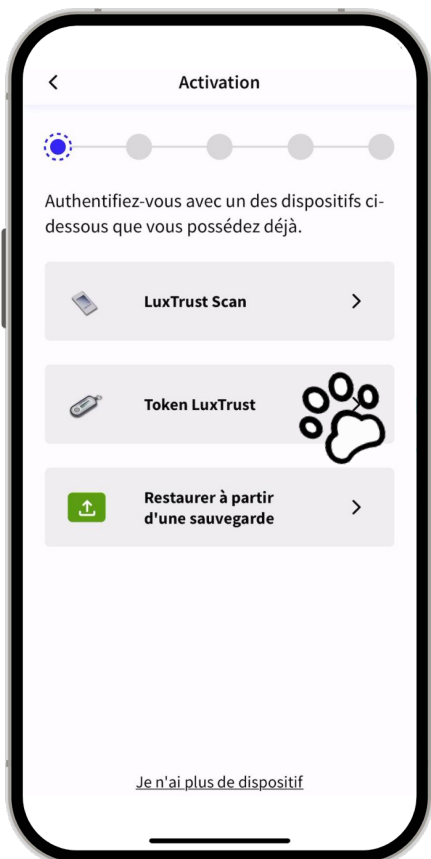 Activation
Authentifiez-vous avec un des dispositifs ci-
dessous que vous possédez déjà.
LuxTrust Scan
Token LuxTrust
Restaurer à partir
d'une sauvegarde
Je n'ai plus de dispositif